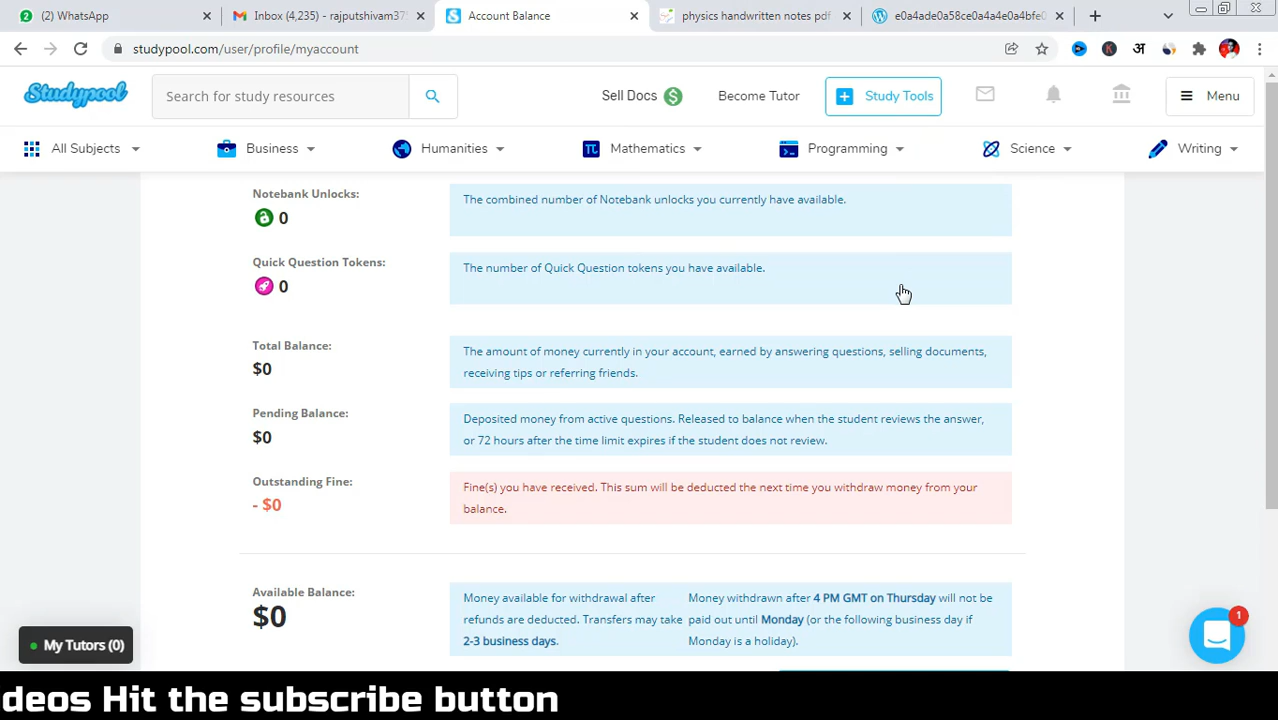 2
(2) WhatsApp
Inbox (4,235) - rajputshivam37
Account Balance
physics handwritten notes pdf
e0a4ade0a58ce0a4a4e0a4bfe0
studypool.com/user/profile/myaccount
Studypool
Search for study resources
Sell Docs $
Become Tutor
Study Tools
Menu
All Subjects
Business
Humanities
Mathematics
Programming
Science
Writing
Notebank Unlocks:
0
The combined number of Notebank unlocks you currently have available.
Quick Question Tokens:
0
The number of Quick Question tokens you have available.
Total Balance:
$0
The amount of money currently in your account, earned by answering questions, selling documents,
receiving tips or referring friends.
Pending Balance:
$0
Deposited money from active questions. Released to balance when the student reviews the answer,
or 72 hours after the time limit expires if the student does not review.
Outstanding Fine:
- $0
Fine(s) you have received. This sum will be deducted the next time you withdraw money from your
balance.
Available Balance:
$0
Money available for withdrawal after
refunds are deducted. Transfers may take
2-3 business days.
Money withdrawn after 4 PM GMT on Thursday will not be
paid out until Monday (or the following business day if
Monday is a holiday).
My Tutors (0)
1
deos Hit the subscribe button